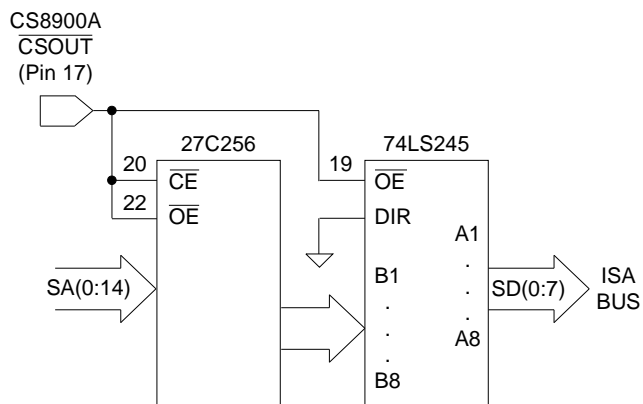 CS8900A
CSOUT
(Pin 17)
27C256
74LS245
20
CE
22
OE
19
OE
DIR
SA(0:14)
B1
.
.
.
B8
A1
.
.
.
A8
SD(0:7)
ISA
BUS